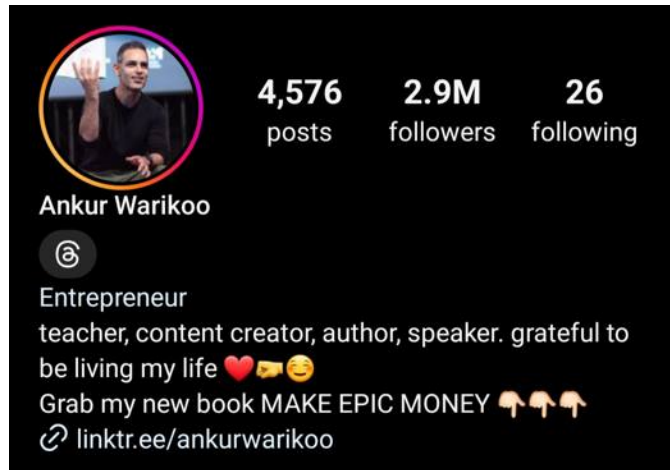 4,576 2.9M 26
posts followers following
Ankur Warikoo
Entrepreneur
teacher, content creator, author, speaker. grateful to
be living my life ❤️🤛😊
Grab my new book MAKE EPIC MONEY 👇🏻👇🏻👇🏻
linktr.ee/ankurwarikoo